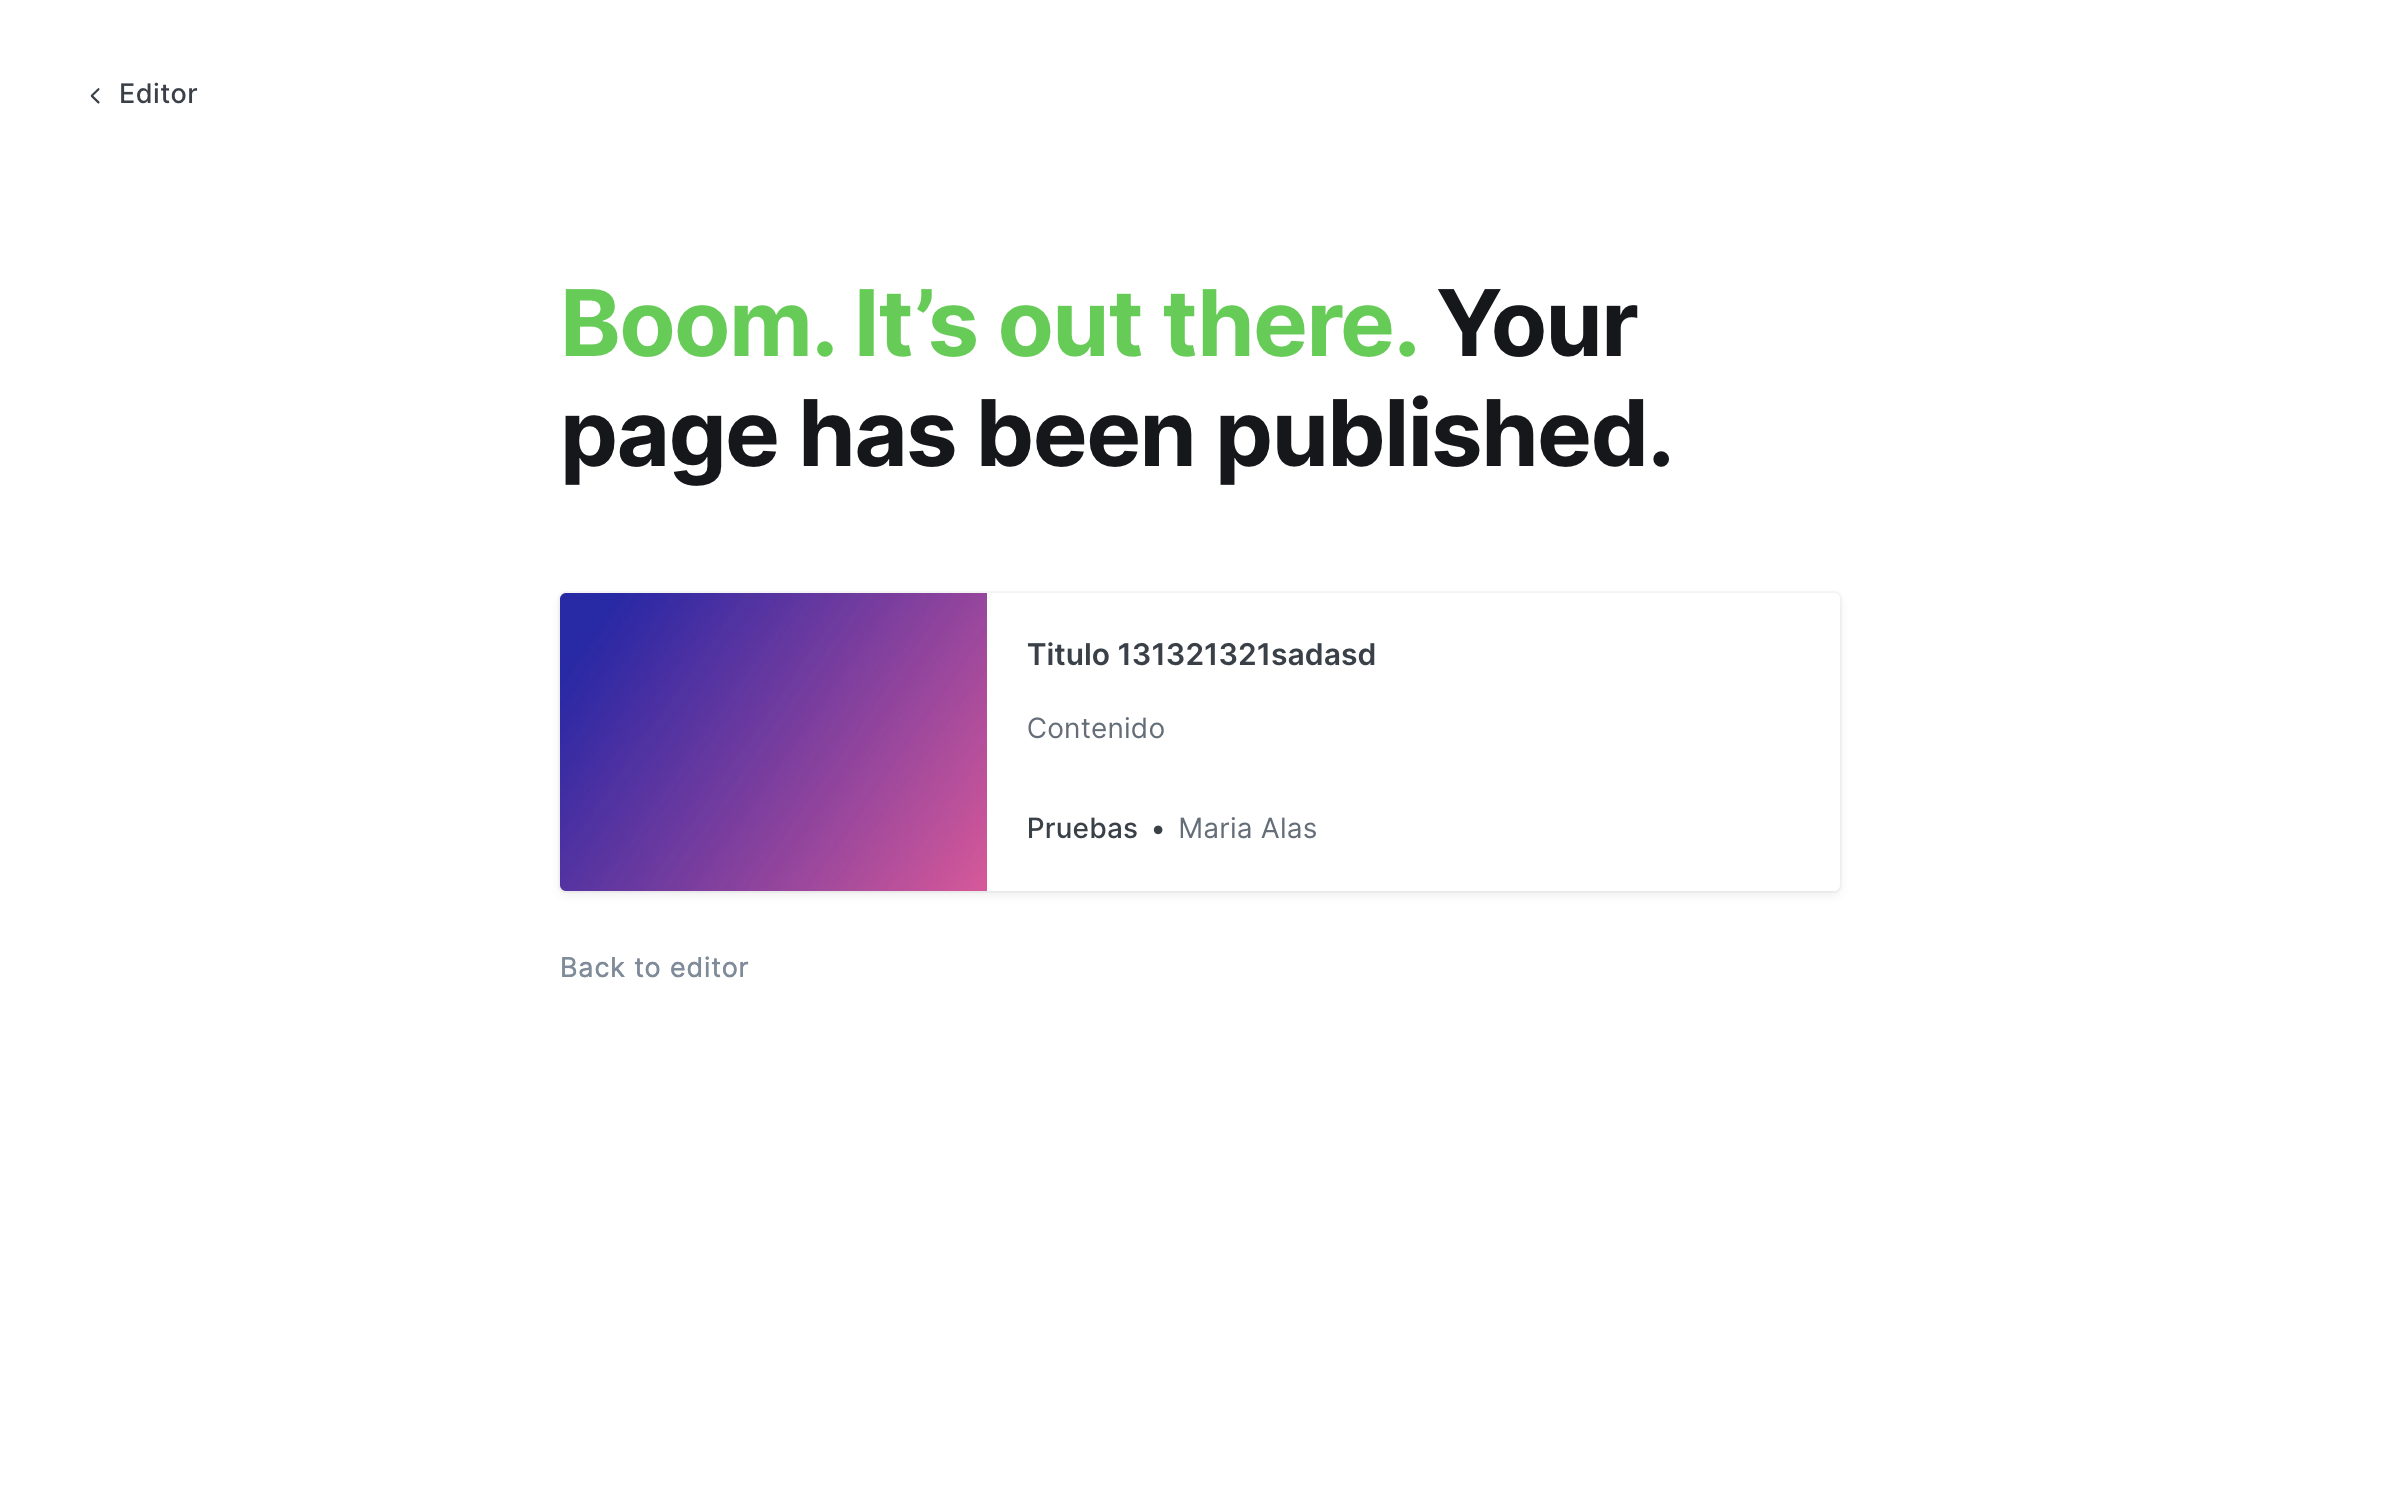 Editor
Boom. It’s out there. Your
page has been published.
Titulo 131321321sadasd
Contenido
Pruebas • Maria Alas
Back to editor